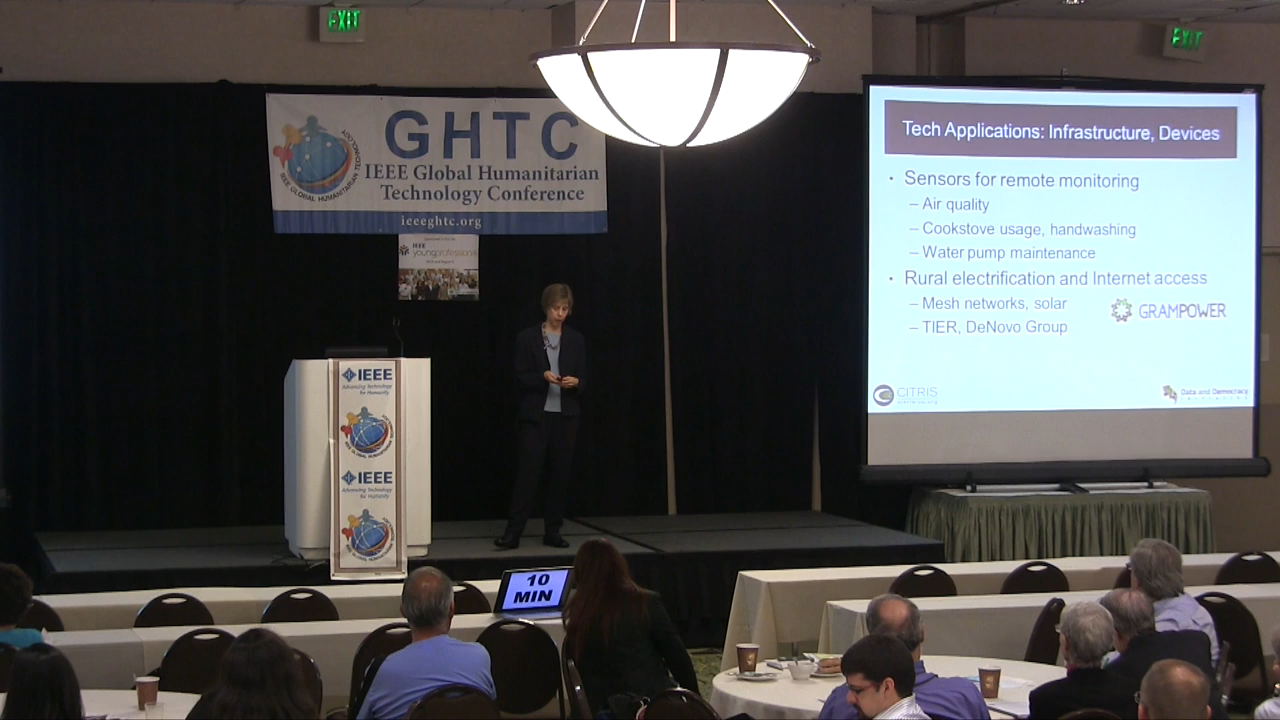 EXIT
EXIT
GHTC
IEEE Global Humanitarian
Technology Conference
ieeeghtc.org
IEEE GLOBAL HUMANITARIAN TECHNOLOGY
IEEE
youngprofessionals
Tech Applications: Infrastructure, Devices
• Sensors for remote monitoring
– Air quality
– Cookstove usage, handwashing
– Water pump maintenance
• Rural electrification and Internet access
– Mesh networks, solar
– TIER, DeNovo Group
GRAMPOWER
CITRIS
Data and Democracy
IEEE
Advancing Technology
for Humanity
IEEE
Advancing Technology
for Humanity
10
MIN